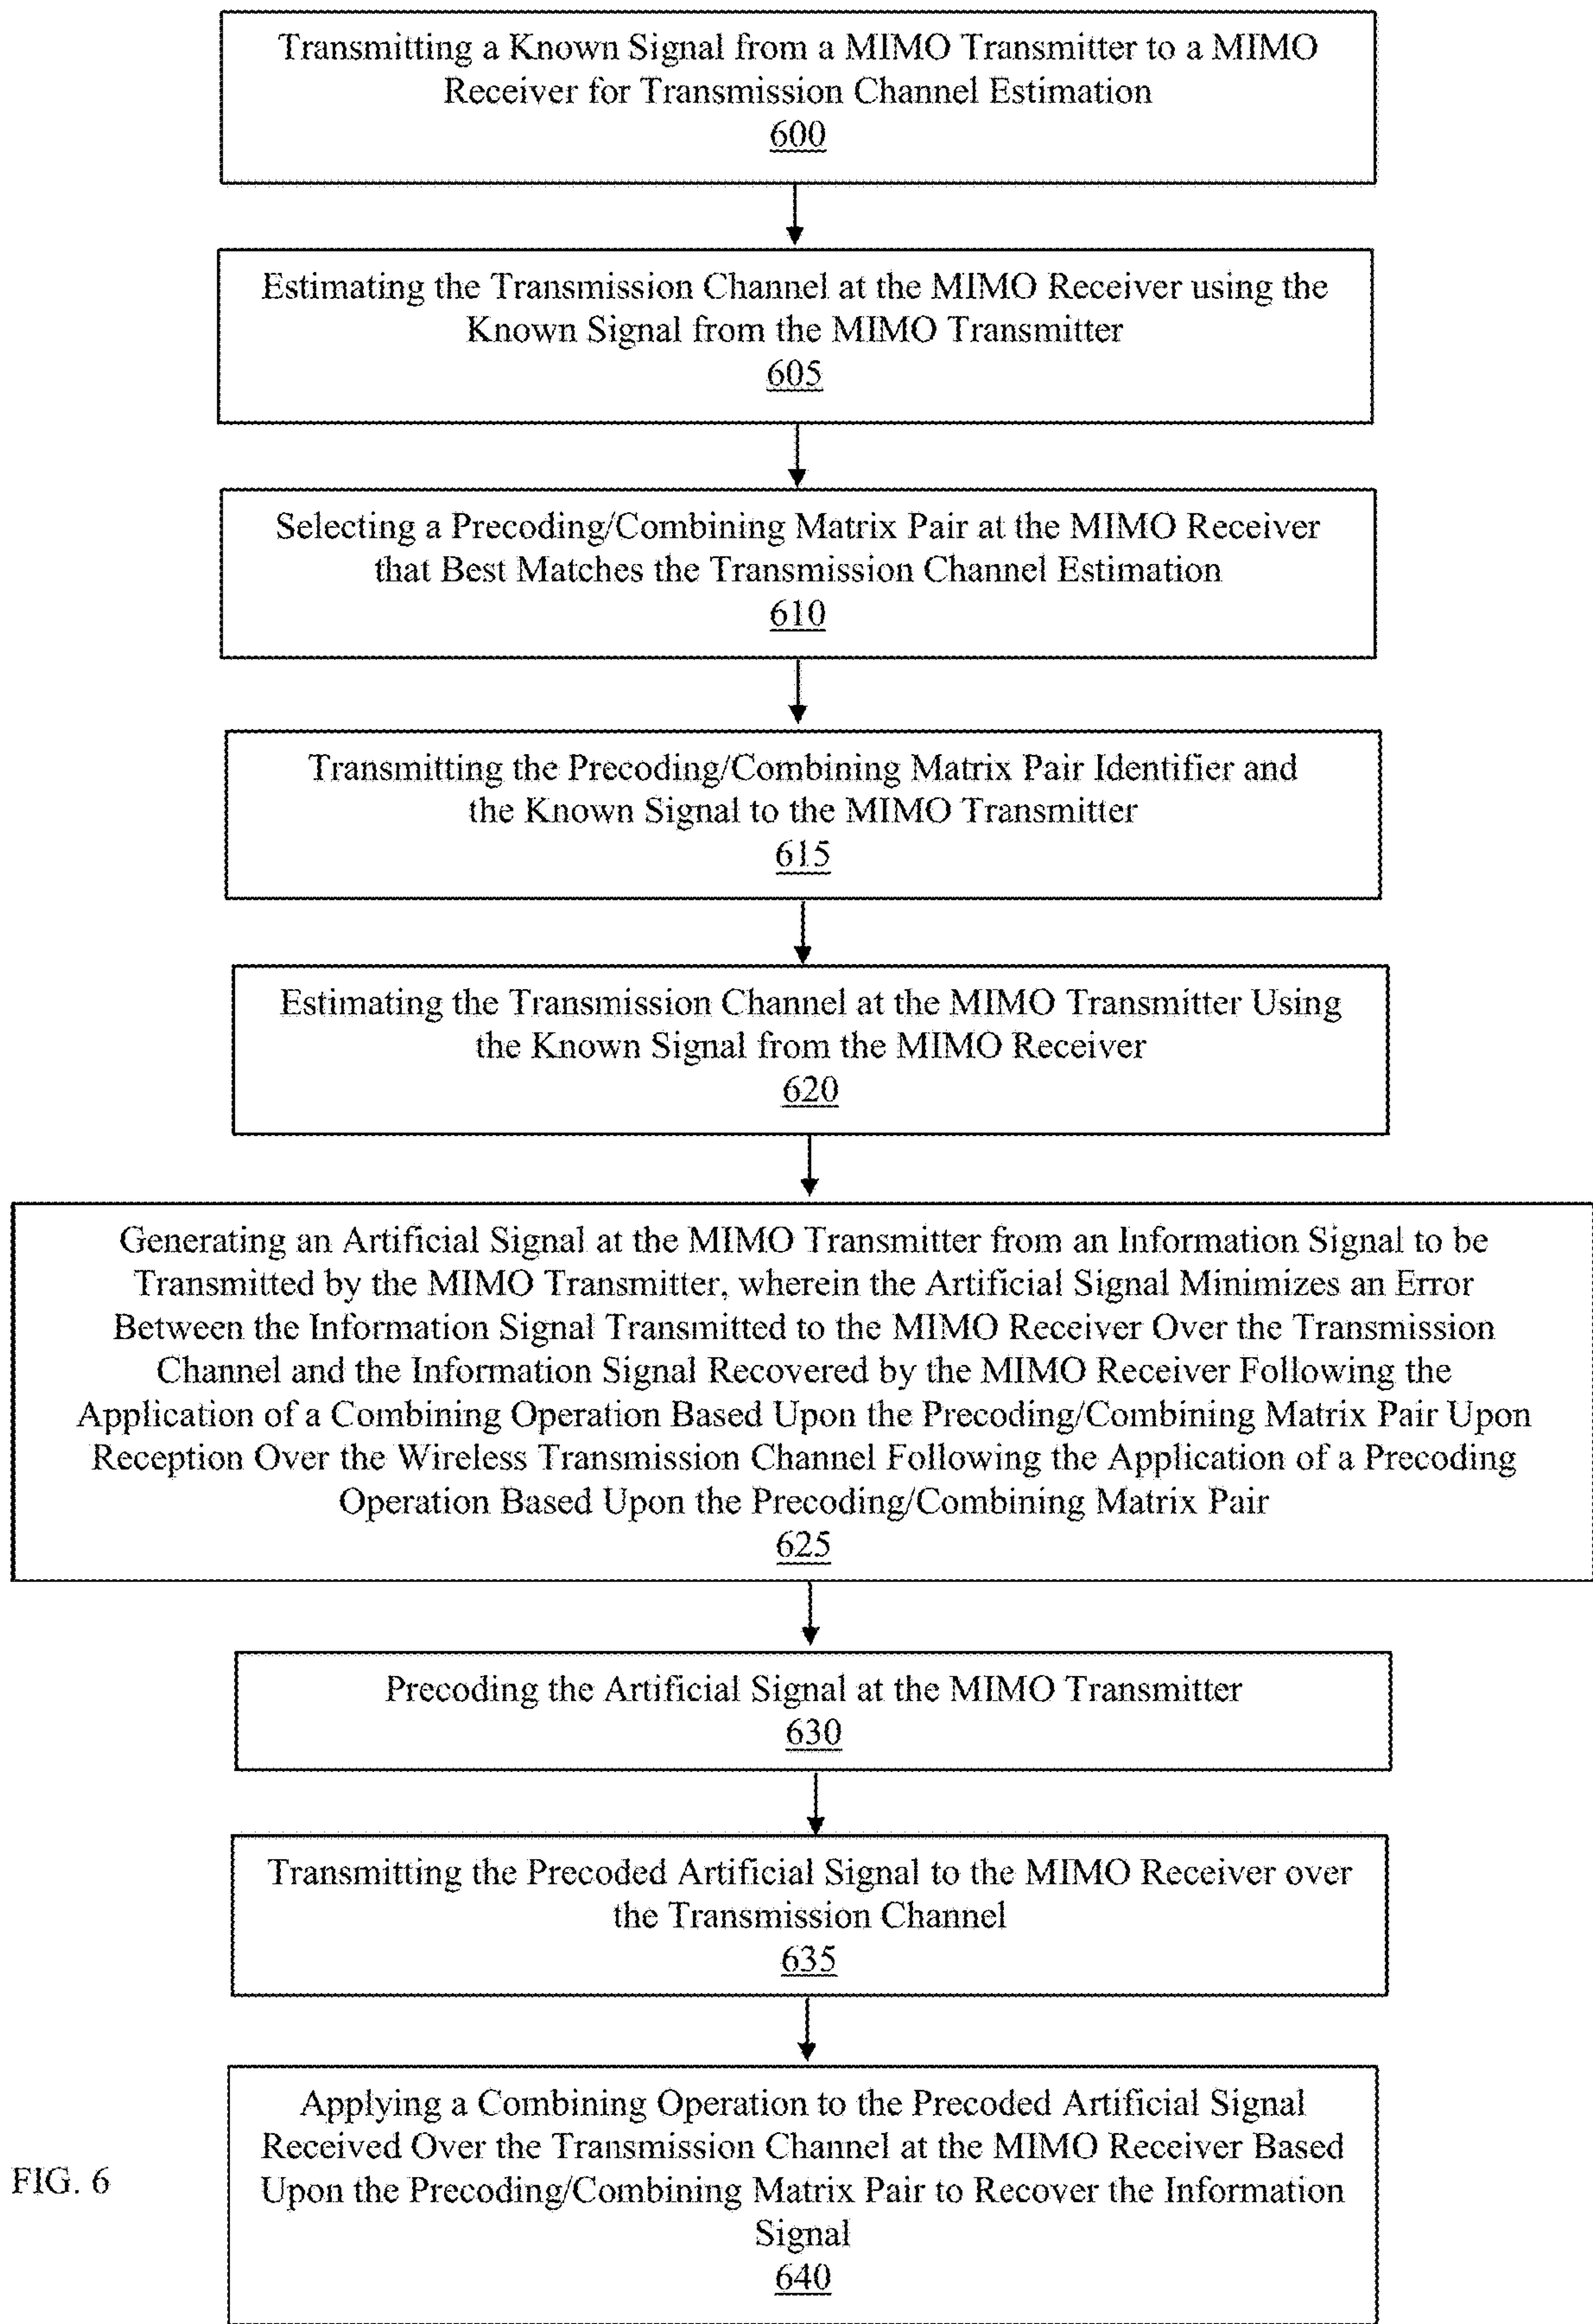 Transmitting a Known Signal from a MIMO Transmitter to a MIMO
Receiver for Transmission Channel Estimation
600
Estimating the Transmission Channel at the MIMO Receiver using the
Known Signal from the MIMO Transmitter
605
Selecting a Precoding/Combining Matrix Pair at the MIMO Receiver
that Best Matches the Transmission Channel Estimation
610
Transmitting the Precoding/Combining Matrix Pair Identifier and
the Known Signal to the MIMO Transmitter
615
Estimating the Transmission Channel at the MIMO Transmitter Using
the Known Signal from the MIMO Receiver
620
Generating an Artificial Signal at the MIMO Transmitter from an Information Signal to be
Transmitted by the MIMO Transmitter, wherein the Artificial Signal Minimizes an Error
Between the Information Signal Transmitted to the MIMO Receiver Over the Transmission
Channel and the Information Signal Recovered by the MIMO Receiver Following the
Application of a Combining Operation Based Upon the Precoding/Combining Matrix Pair Upon
Reception Over the Wireless Transmission Channel Following the Application of a Precoding
Operation Based Upon the Precoding/Combining Matrix Pair
625
Precoding the Artificial Signal at the MIMO Transmitter
630
Transmitting the Precoded Artificial Signal to the MIMO Receiver over
the Transmission Channel
635
Applying a Combining Operation to the Precoded Artificial Signal
Received Over the Transmission Channel at the MIMO Receiver Based
Upon the Precoding/Combining Matrix Pair to Recover the Information
Signal
640
FIG. 6